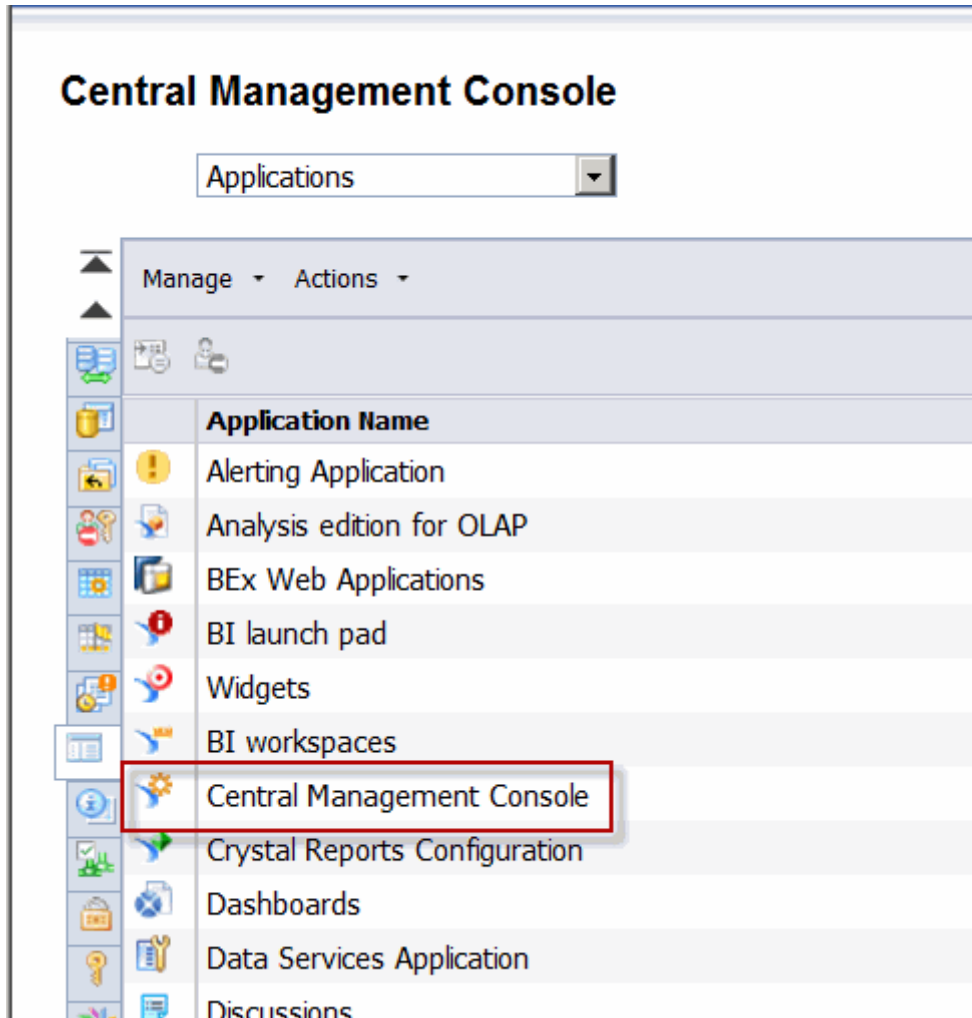 Central Management Console
Applications
Manage Actions
Application Name
Alerting Application
Analysis edition for OLAP
BEx Web Applications
BI launch pad
Widgets
BI workspaces
Central Management Console
Crystal Reports Configuration
Dashboards
Data Services Application
Discussions